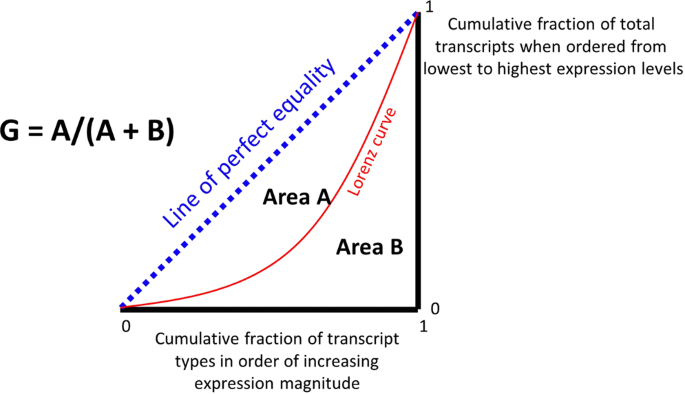 1
Cumulative fraction of total
transcripts when ordered from
lowest to highest expression levels
G = A/(A + B)
Line of perfect equality
Lorenz curve
Area A
Area B
0
0
1
Cumulative fraction of transcript
types in order of increasing
expression magnitude